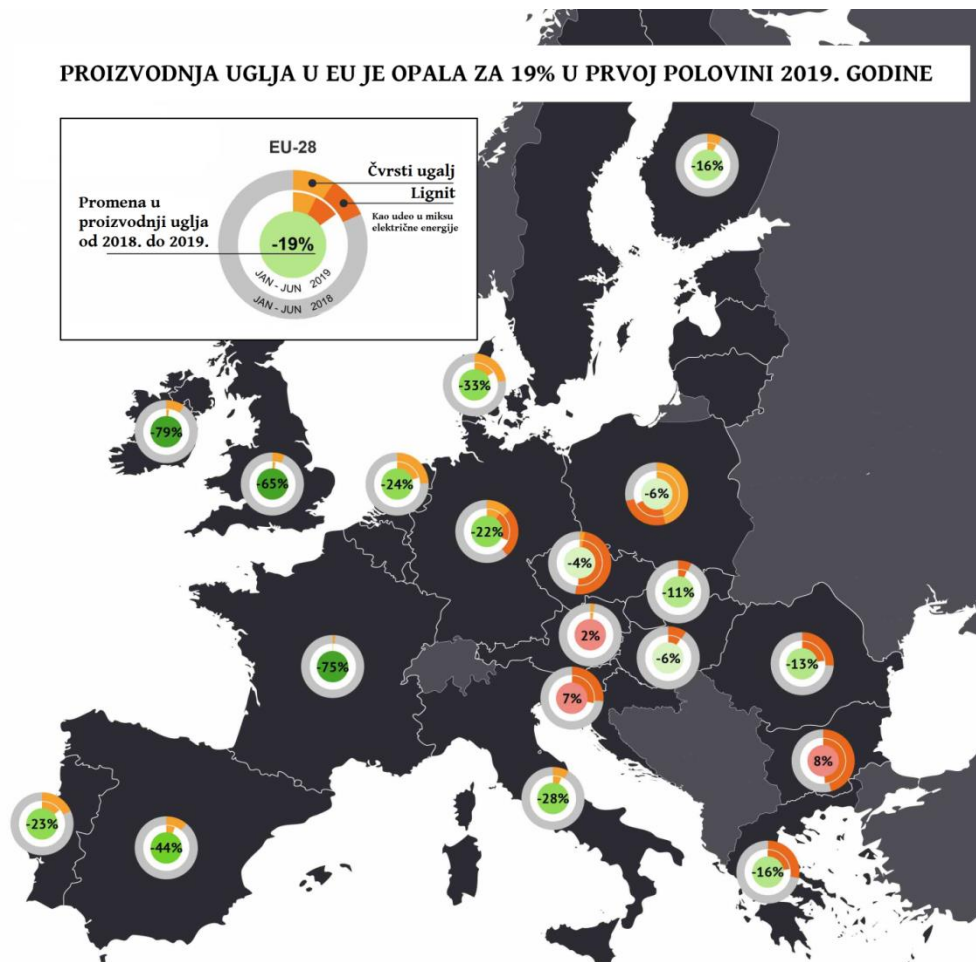 PROIZVODNJA UGLJA U EU JE OPALA ZA 19% U PRVOJ POLOVINI 2019. GODINE
EU-28
Čvrsti ugalj
Lignit
Kao udeo u miksu
električne energije
Promena u
proizvodnji uglja
od 2018. do 2019.
-19%
JAN - JUN 2019
JAN - JUN 2018
-16%
-33%
-79%
-65%
-24%
-6%
-22%
-4%
-11%
2%
-6%
-13%
-75%
7%
8%
-28%
-23%
-44%
-16%